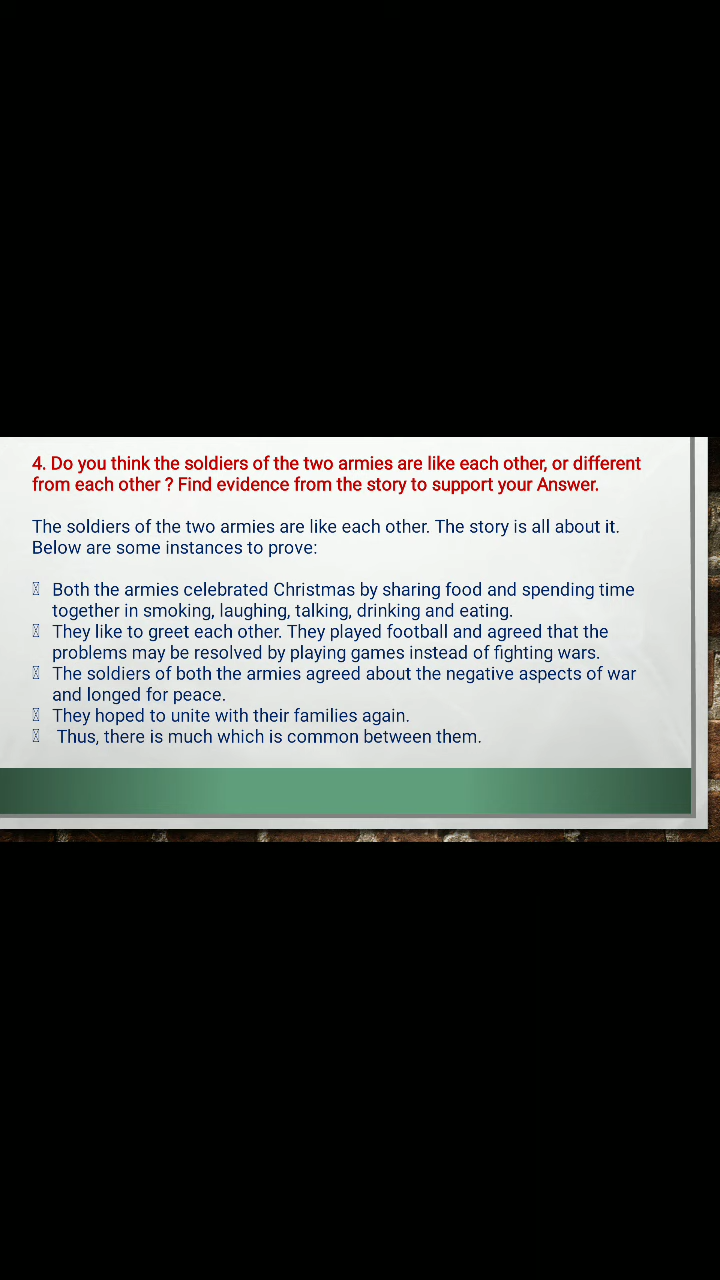 4. Do you think the soldiers of the two armies are like each other, or different
from each other ? Find evidence from the story to support your Answer.
The soldiers of the two armies are like each other. The story is all about it.
Below are some instances to prove:
Both the armies celebrated Christmas by sharing food and spending time
together in smoking, laughing, talking, drinking and eating.
They like to greet each other. They played football and agreed that the
problems may be resolved by playing games instead of fighting wars.
The soldiers of both the armies agreed about the negative aspects of war
and longed for peace.
They hoped to unite with their families again.
Thus, there is much which is common between them.